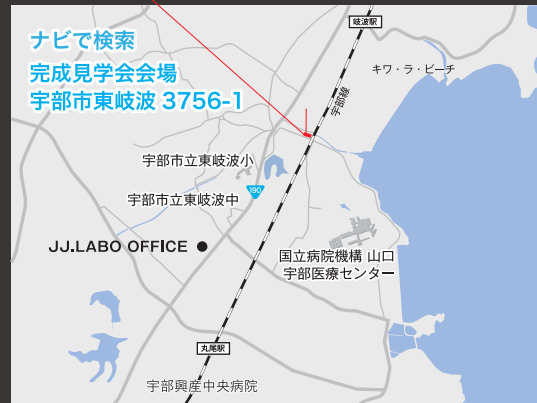 岐波駅
ナビで検索
完成見学会会場
宇部市東岐波 3756-1
キワ・ラ・ビーチ
宇部線
宇部市立東岐波小
190
宇部市立東岐波中
JJ.LABO OFFICE
国立病院機構 山口
宇部医療センター
丸尾駅
宇部興産中央病院